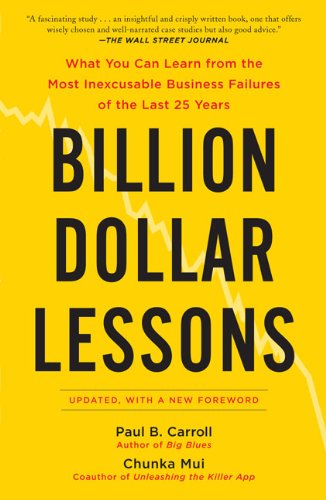 "A fascinating study . . . an insightful and crisply written book, one that offers
wisely chosen and well-narrated case studies but also good advice."
—THE WALL STREET JOURNAL
What You Can Learn from the
Most Inexcusable Business Failures
of the Last 25 Years
BILLION
DOLLAR
LESSONS
UPDATED, WITH A NEW FOREWORD
Paul B. Carroll
Author of Big Blues
Chunka Mui
Coauthor of Unleashing the Killer App